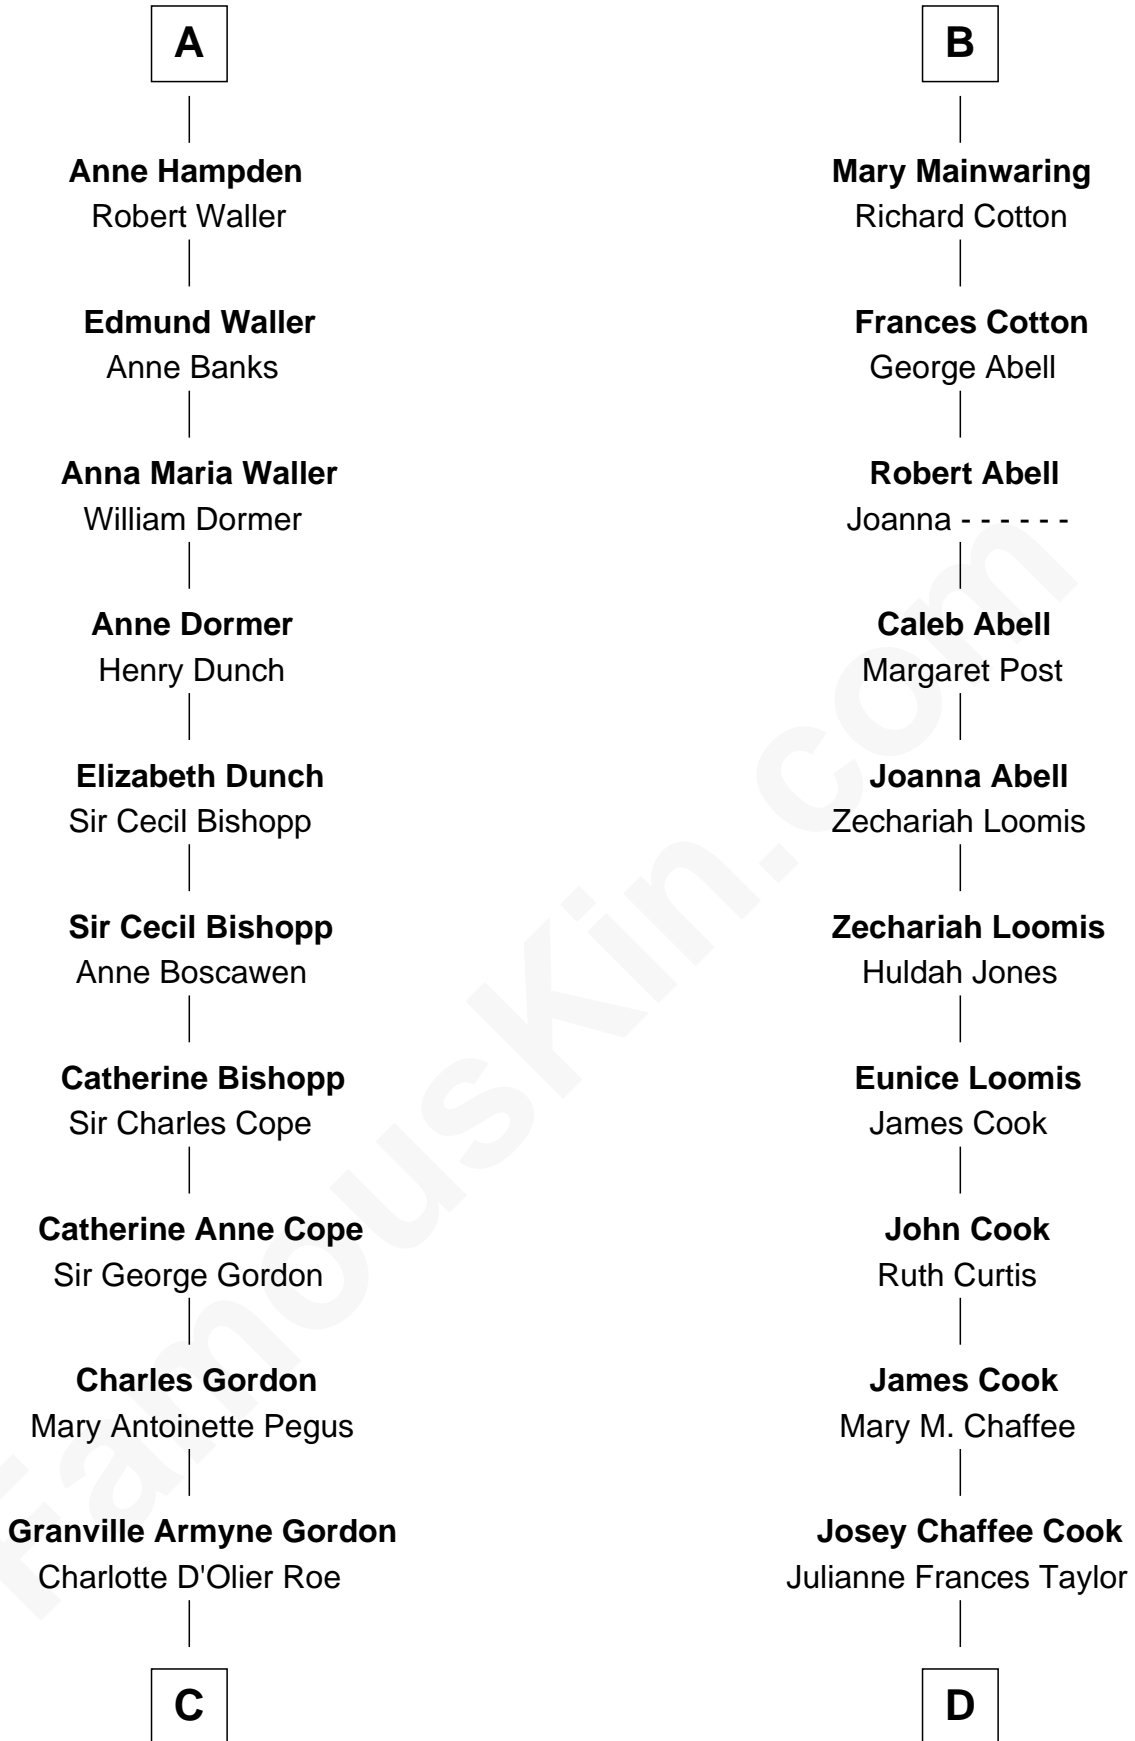 A
Anne Hampden
Robert Waller
Edmund Waller
Anne Banks
Anna Maria Waller
William Dormer
Anne Dormer
Henry Dunch
Elizabeth Dunch
Sir Cecil Bishopp
Sir Cecil Bishopp
Anne Boscawen
Catherine Bishopp
Sir Charles Cope
Catherine Anne Cope
Sir George Gordon
Charles Gordon
Mary Antoinette Pegus
Granville Armyne Gordon
Charlotte D'Olier Roe
C
B
Mary Mainwaring
Richard Cotton
Frances Cotton
George Abell
Robert Abell
Joanna - - - - - -
Caleb Abell
Margaret Post
Joanna Abell
Zechariah Loomis
Zechariah Loomis
Huldah Jones
Eunice Loomis
James Cook
John Cook
Ruth Curtis
James Cook
Mary M. Chaffee
Josey Chaffee Cook
Julianne Frances Taylor
D
FamousKin.com